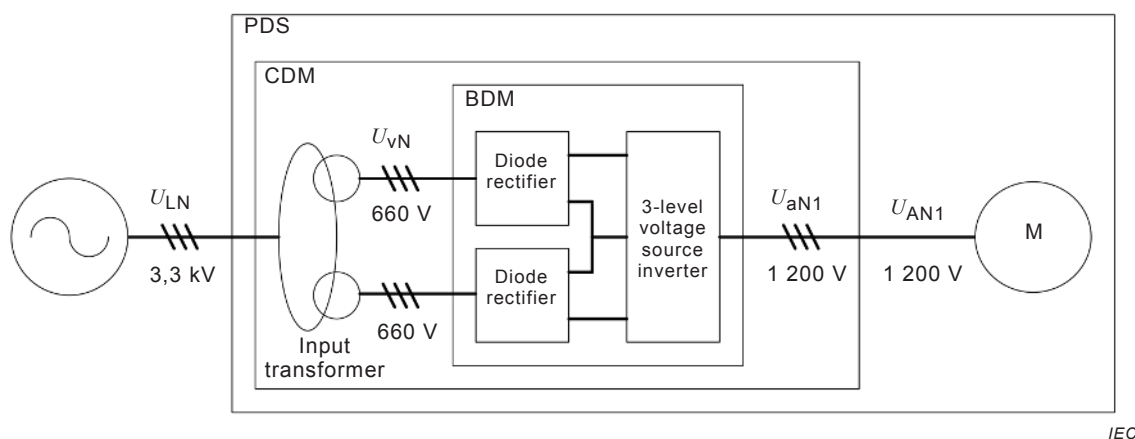 PDS
CDM
BDM
U_LN
3,3 kV
U_vN
660 V
660 V
Input
transformer
Diode
rectifier
Diode
rectifier
3-level
voltage
source
inverter
U_aN1
1 200 V
U_AN1
1 200 V
M
IEC